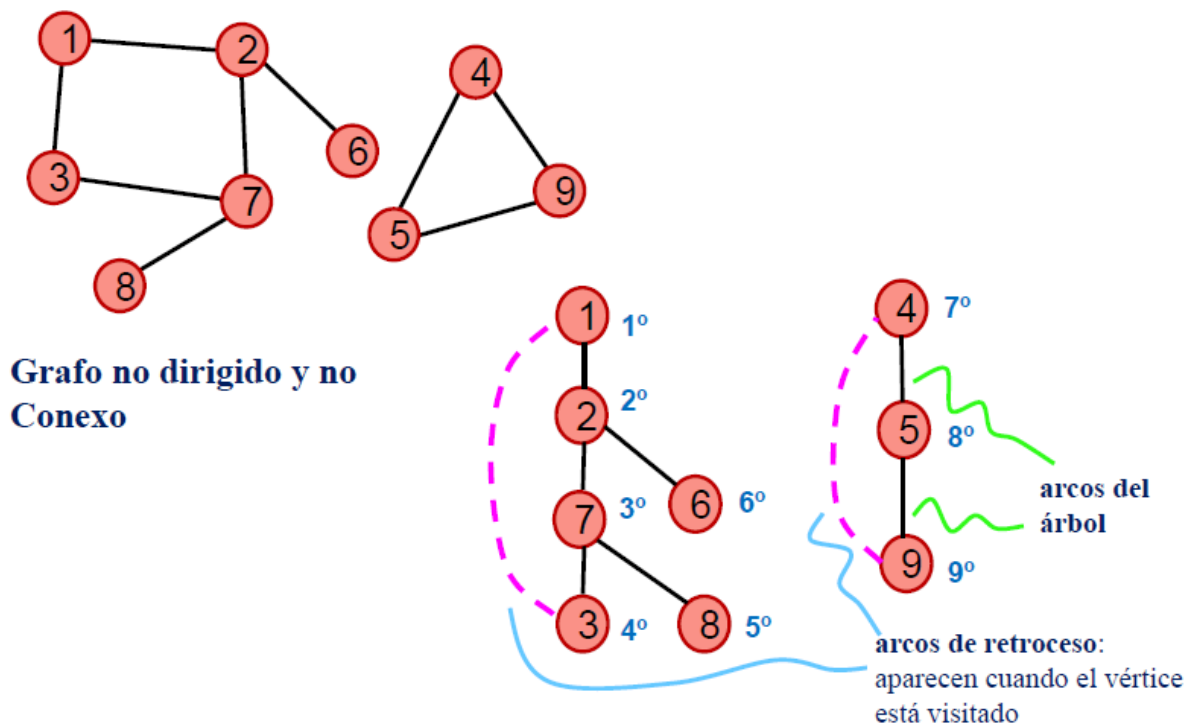 1
2
4
6
3
7
9
5
8
Grafo no dirigido y no
Conexo
1 1º
4 7º
2 2º
5 8º
7 3º
6 6º
arcos del
árbol
9 9º
3 4º
8 5º
arcos de retroceso:
aparecen cuando el vértice
está visitado